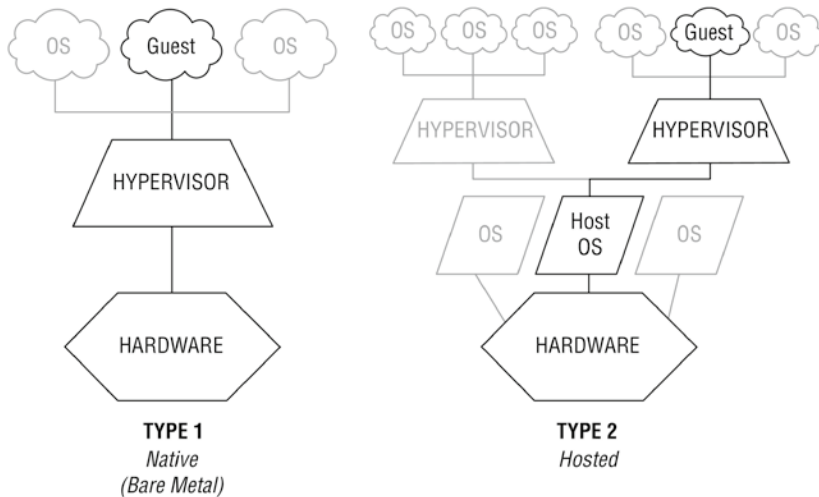 OS
Guest
OS
HYPERVISOR
HARDWARE
TYPE 1
Native
(Bare Metal)
OS
OS
OS
OS
Guest
OS
HYPERVISOR
HYPERVISOR
OS
Host
OS
OS
HARDWARE
TYPE 2
Hosted